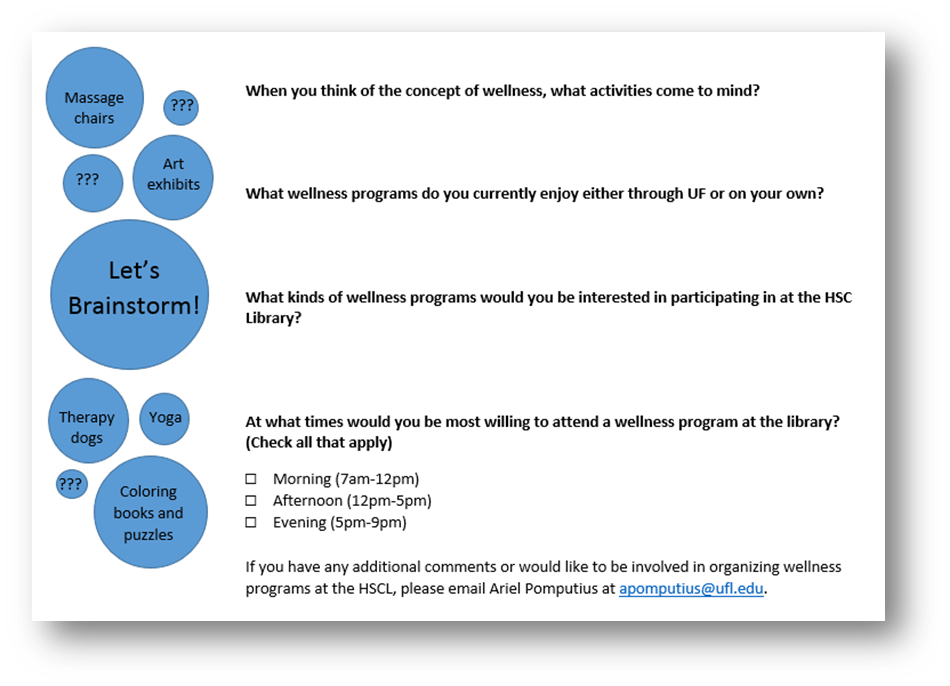 Massage
chairs
???
???
Art
exhibits
Let's
Brainstorm!
Therapy
dogs
Yoga
???
Coloring
books and
puzzles
When you think of the concept of wellness, what activities come to mind?
What wellness programs do you currently enjoy either through UF or on your own?
What kinds of wellness programs would you be interested in participating in at the HSC
Library?
At what times would you be most willing to attend a wellness program at the library?
(Check all that apply)
☐ Morning (7am-12pm)
☐ Afternoon (12pm-5pm)
☐ Evening (5pm-9pm)
If you have any additional comments or would like to be involved in organizing wellness
programs at the HSCL, please email Ariel Pomputius at apomputius@ufl.edu.